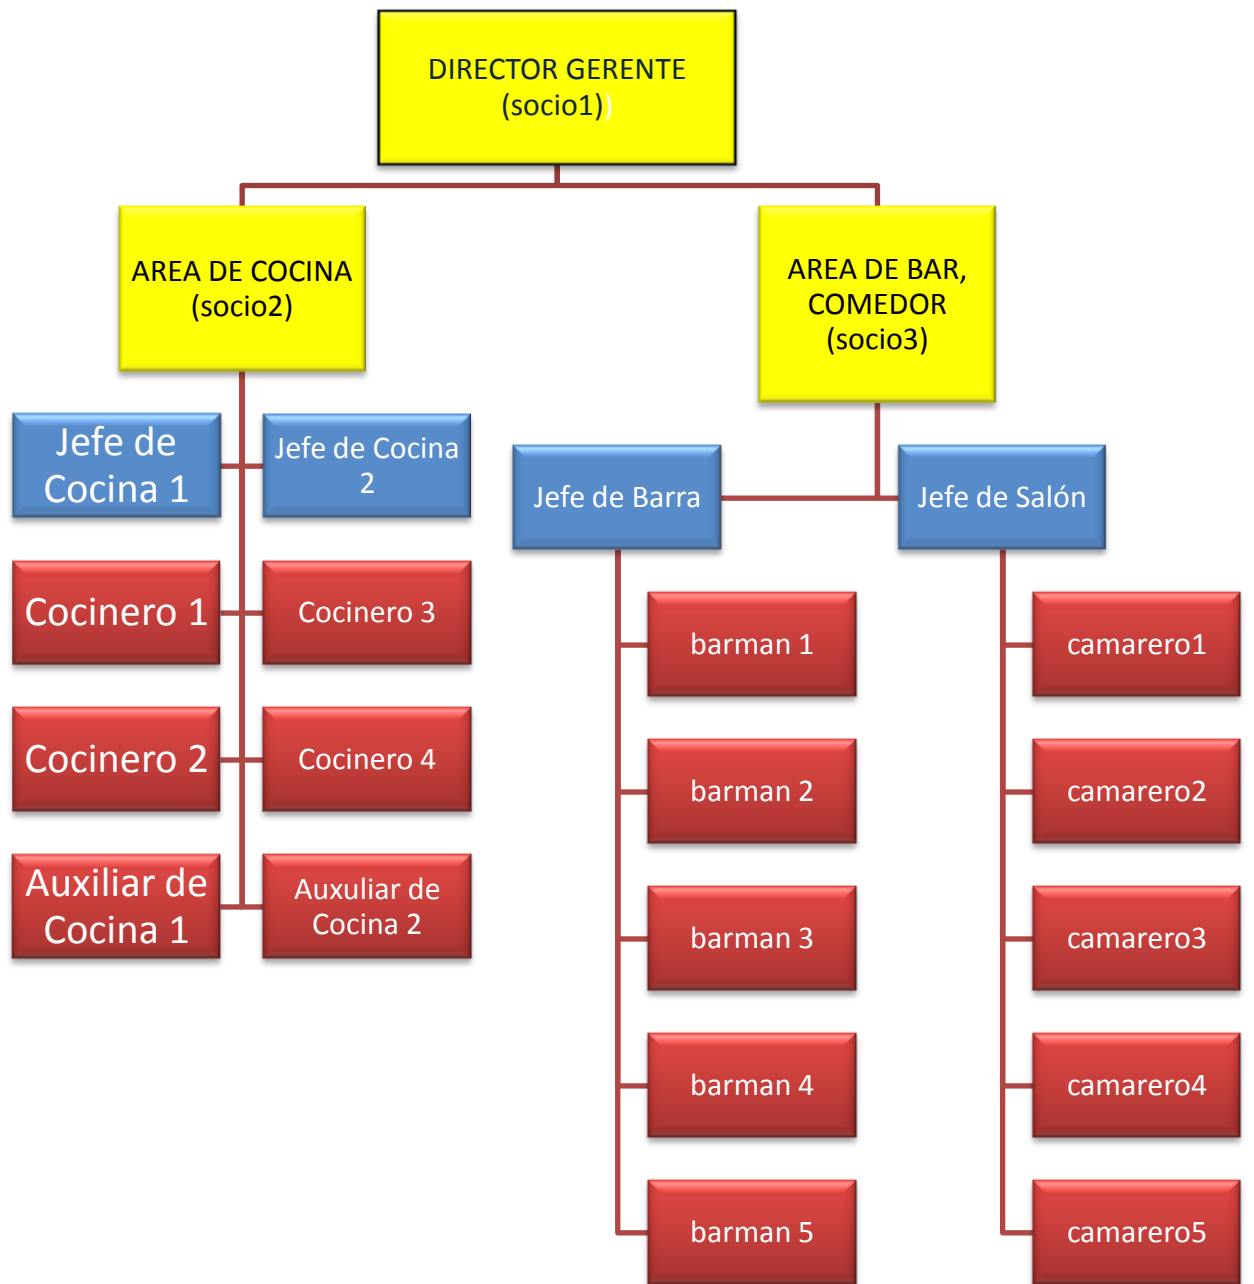 DIRECTOR GERENTE
(socio1))
AREA DE COCINA
(socio2)
AREA DE BAR,
COMEDOR
(socio3)
Jefe de
Cocina 1
Jefe de Cocina
2
Cocinero 1
Cocinero 3
Cocinero 2
Cocinero 4
Auxiliar de
Cocina 1
Auxuliar de
Cocina 2
Jefe de Barra
Jefe de Salón
barman 1
barman 2
barman 3
barman 4
barman 5
camarero1
camarero2
camarero3
camarero4
camarero5